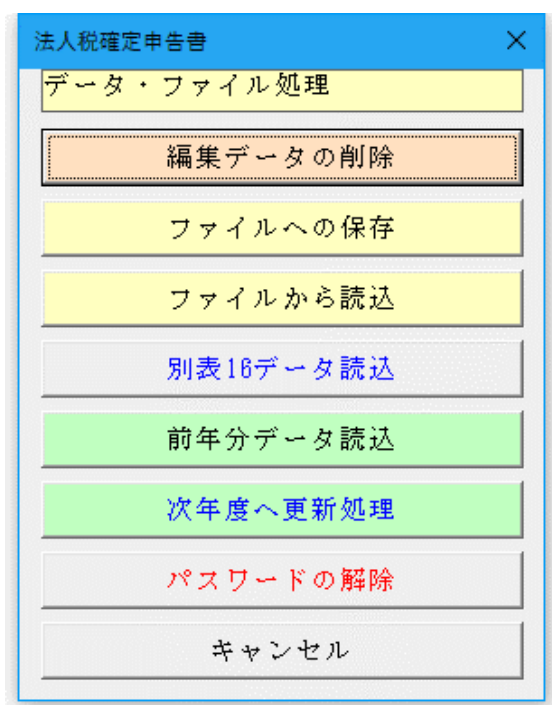 法人税確定申告書
データ・ファイル処理
編集データの削除
ファイルへの保存
ファイルから読込
別表16データ読込
前年分データ読込
次年度へ更新処理
パスワードの解除
キャンセル